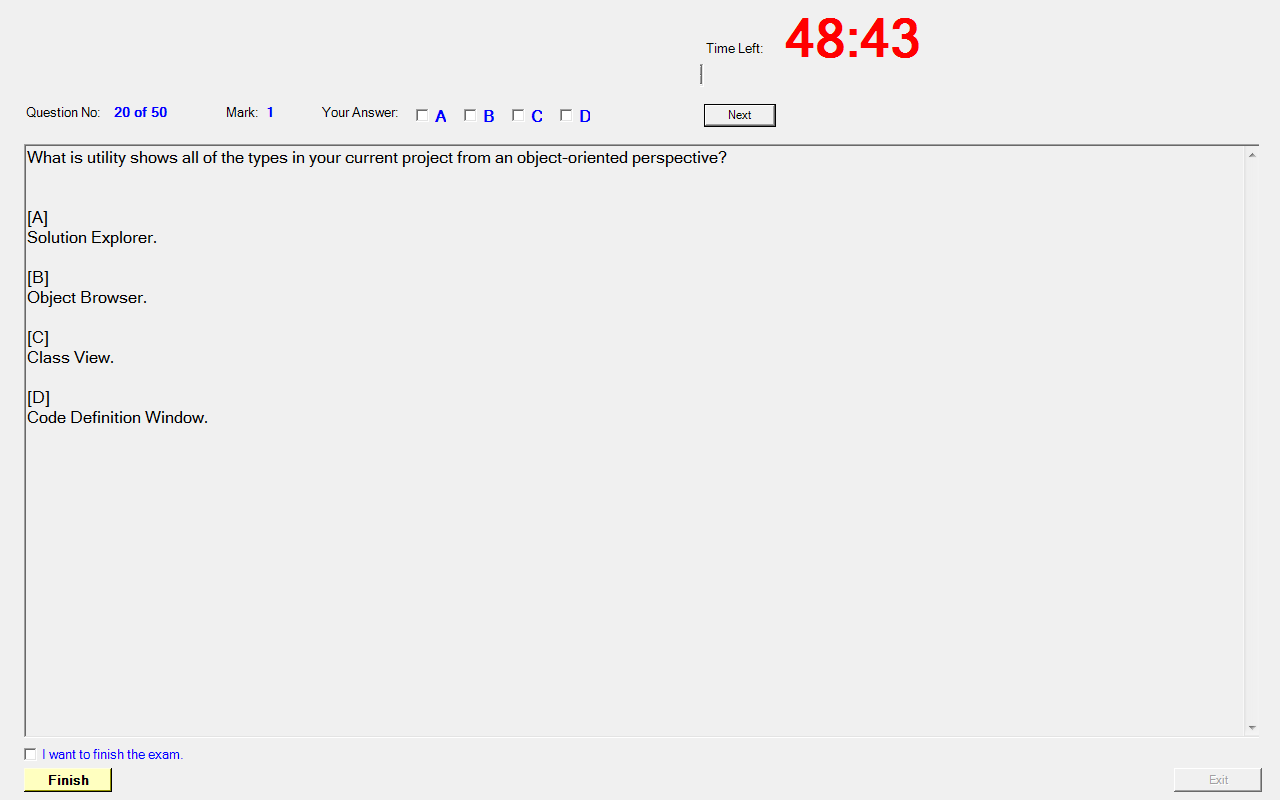 Time Left: 48:43
Question No: 20 of 50 Mark: 1 Your Answer: A B C D Next
What is utility shows all of the types in your current project from an object-oriented perspective?
[A]
Solution Explorer.
[B]
Object Browser.
[C]
Class View.
[D]
Code Definition Window.
I want to finish the exam.
Finish Exit